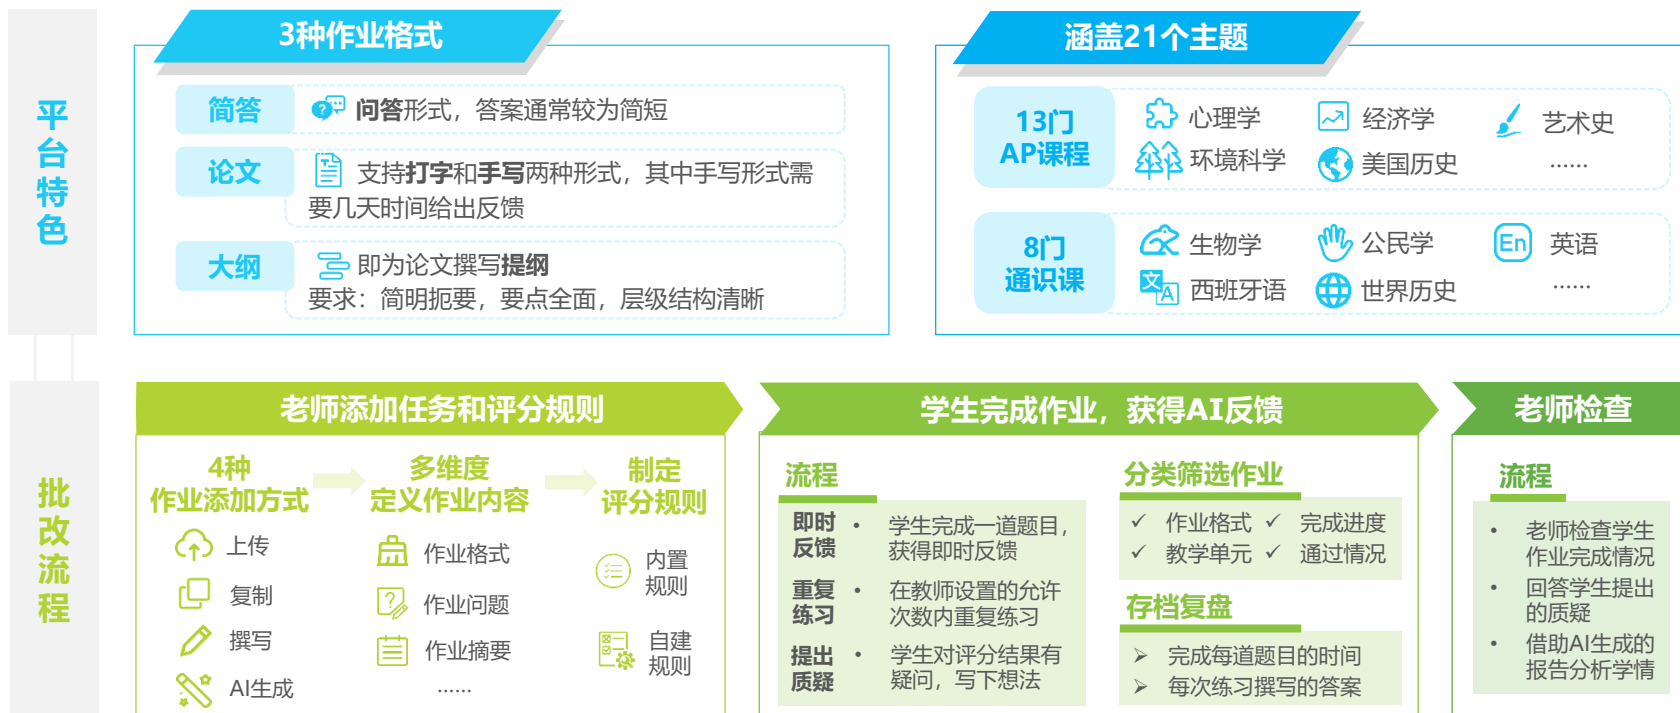 平台特色
3种作业格式
简答
问答形式，答案通常较为简短
论文
支持打字和手写两种形式，其中手写形式需
要几天时间给出反馈
大纲
即为论文撰写提纲
要求：简明扼要，要点全面，层级结构清晰
涵盖21个主题
13门
AP课程
心理学
经济学
艺术史
环境科学
美国历史
……
8门
通识课
生物学
公民学
En
英语
文A
西班牙语
世界历史
……
批改流程
老师添加任务和评分规则
4种
作业添加方式
上传
复制
撰写
AI生成
多维度
定义作业内容
作业格式
作业问题
作业摘要
……
制定
评分规则
内置
规则
自建
规则
学生完成作业，获得AI反馈
流程
即时
反馈
• 学生完成一道题目，
获得即时反馈
重复
练习
• 在教师设置的允许
次数内重复练习
提出
质疑
• 学生对评分结果有
疑问，写下想法
分类筛选作业
✓ 作业格式 ✓ 完成进度
✓ 教学单元 ✓ 通过情况
存档复盘
➢ 完成每道题目的时间
➢ 每次练习撰写的答案
老师检查
流程
• 老师检查学生
作业完成情况
• 回答学生提出
的质疑
• 借助AI生成的
报告分析学情